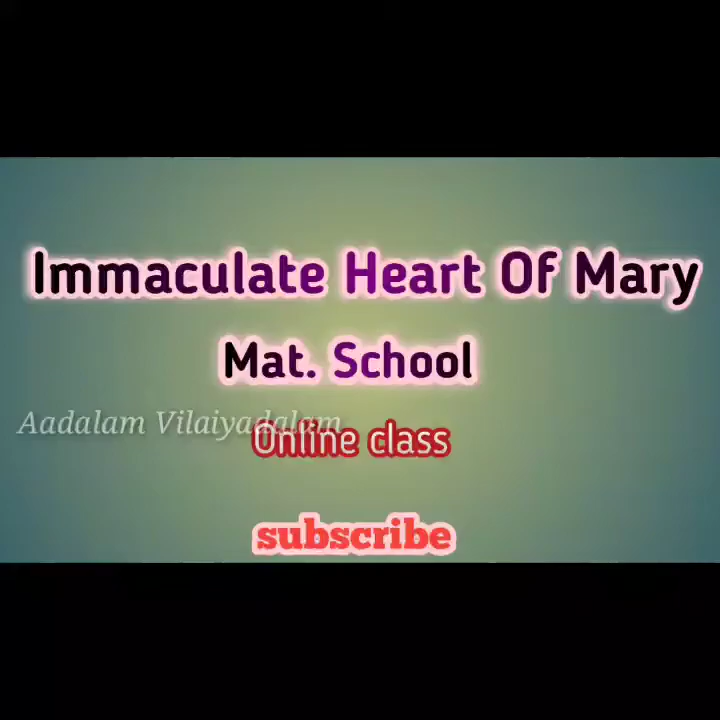 Immaculate Heart Of Mary
Mat. School
Aadalam Vilaiyadalam
Online class
subscribe